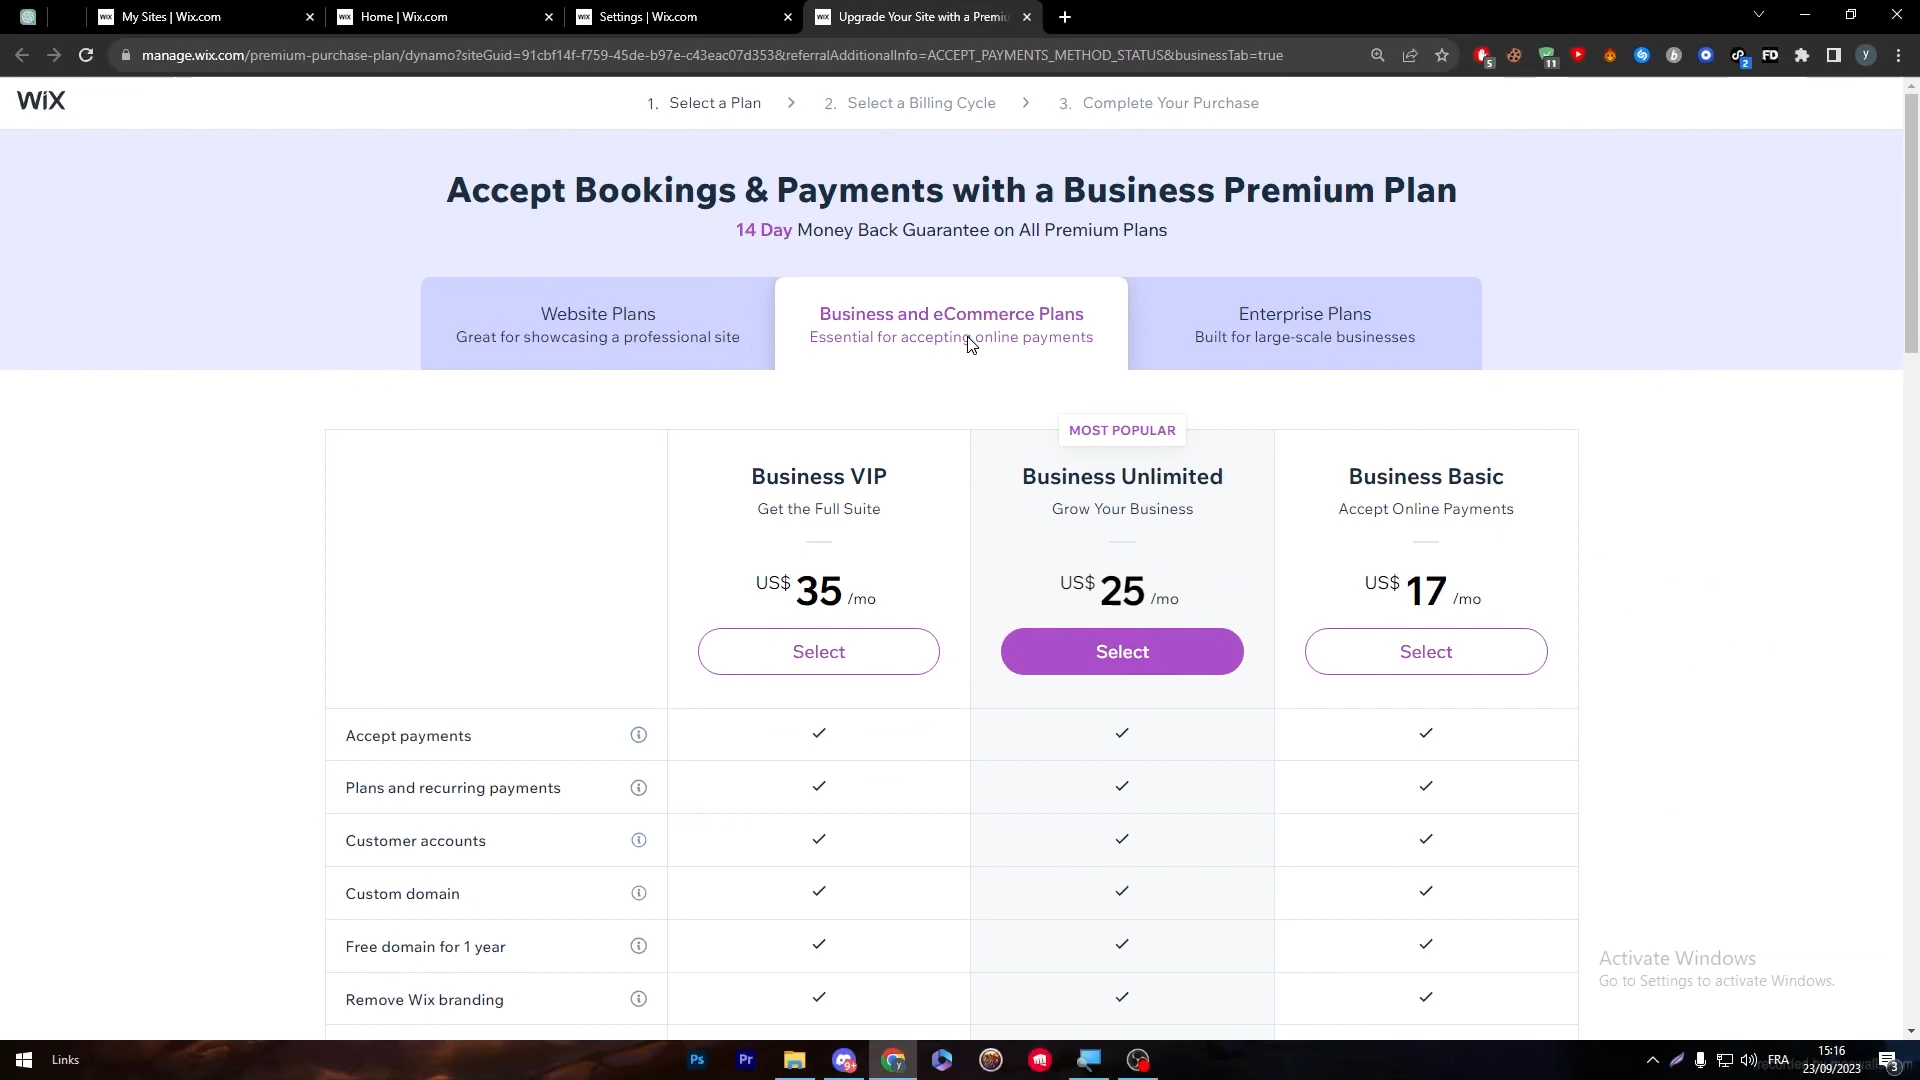 My Sites | Wix.com
Home | Wix.com
Settings | Wix.com
Upgrade Your Site with a Premiu
manage.wix.com/premium-purchase-plan/dynamo?siteGuid=91cbf14f-f759-45de-b97e-c43eac07d353&referralAdditionalInfo=ACCEPT_PAYMENTS_METHOD_STATUS&businessTab=true
WiX
1. Select a Plan > 2. Select a Billing Cycle > 3. Complete Your Purchase
Accept Bookings & Payments with a Business Premium Plan
14 Day Money Back Guarantee on All Premium Plans
Website Plans
Great for showcasing a professional site
Business and eCommerce Plans
Essential for accepting online payments
Enterprise Plans
Built for large-scale businesses
MOST POPULAR
Business VIP
Get the Full Suite
US$ 35 /mo
Select
Business Unlimited
Grow Your Business
US$ 25 /mo
Select
Business Basic
Accept Online Payments
US$ 17 /mo
Select
Accept payments
Plans and recurring payments
Customer accounts
Custom domain
Free domain for 1 year
Remove Wix branding
Activate Windows
Go to Settings to activate Windows.
Links
Ps
Pr
FRA
15:16
23/09/2023
3